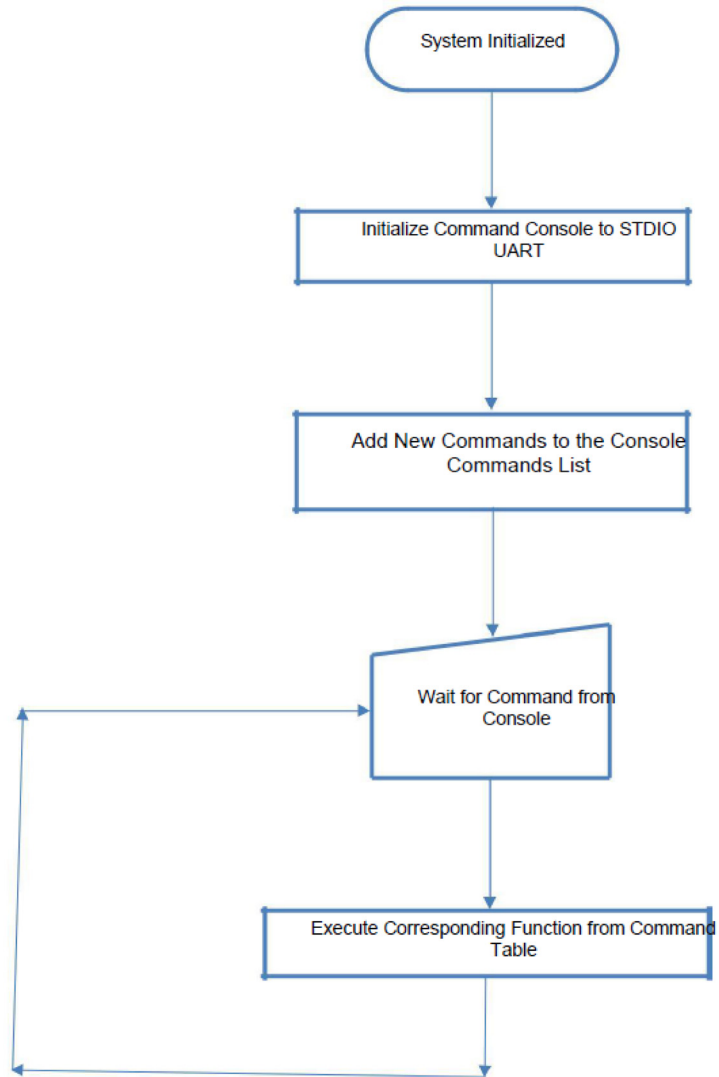 System Initialized
Initialize Command Console to STDIO
UART
Add New Commands to the Console
Commands List
Wait for Command from
Console
Execute Corresponding Function from Command
Table